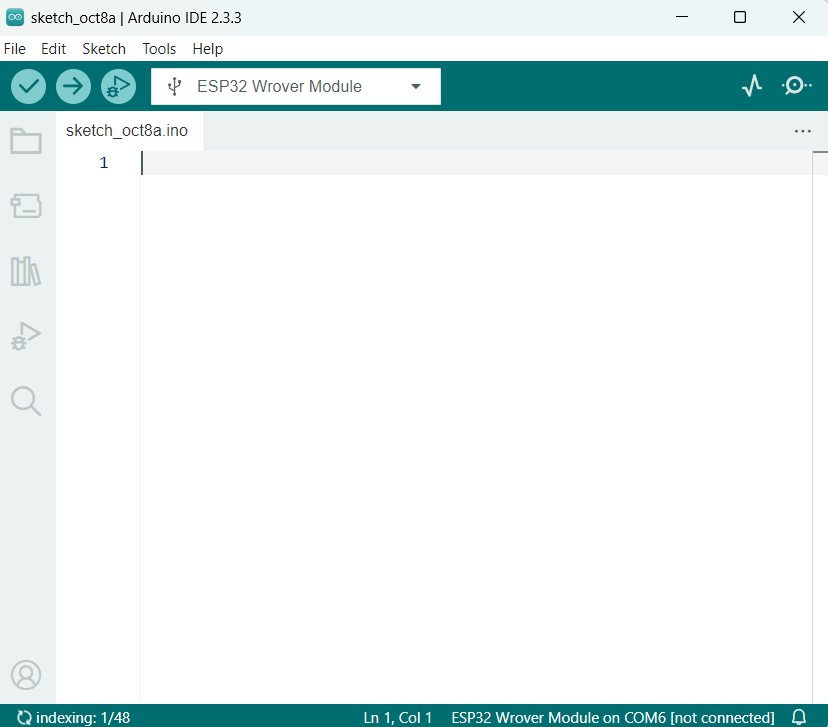 sketch_oct8a | Arduino IDE 2.3.3
File Edit Sketch Tools Help
ESP32 Wrover Module
sketch_oct8a.ino
1
indexing: 1/48 Ln 1, Col 1 ESP32 Wrover Module on COM6 [not connected]